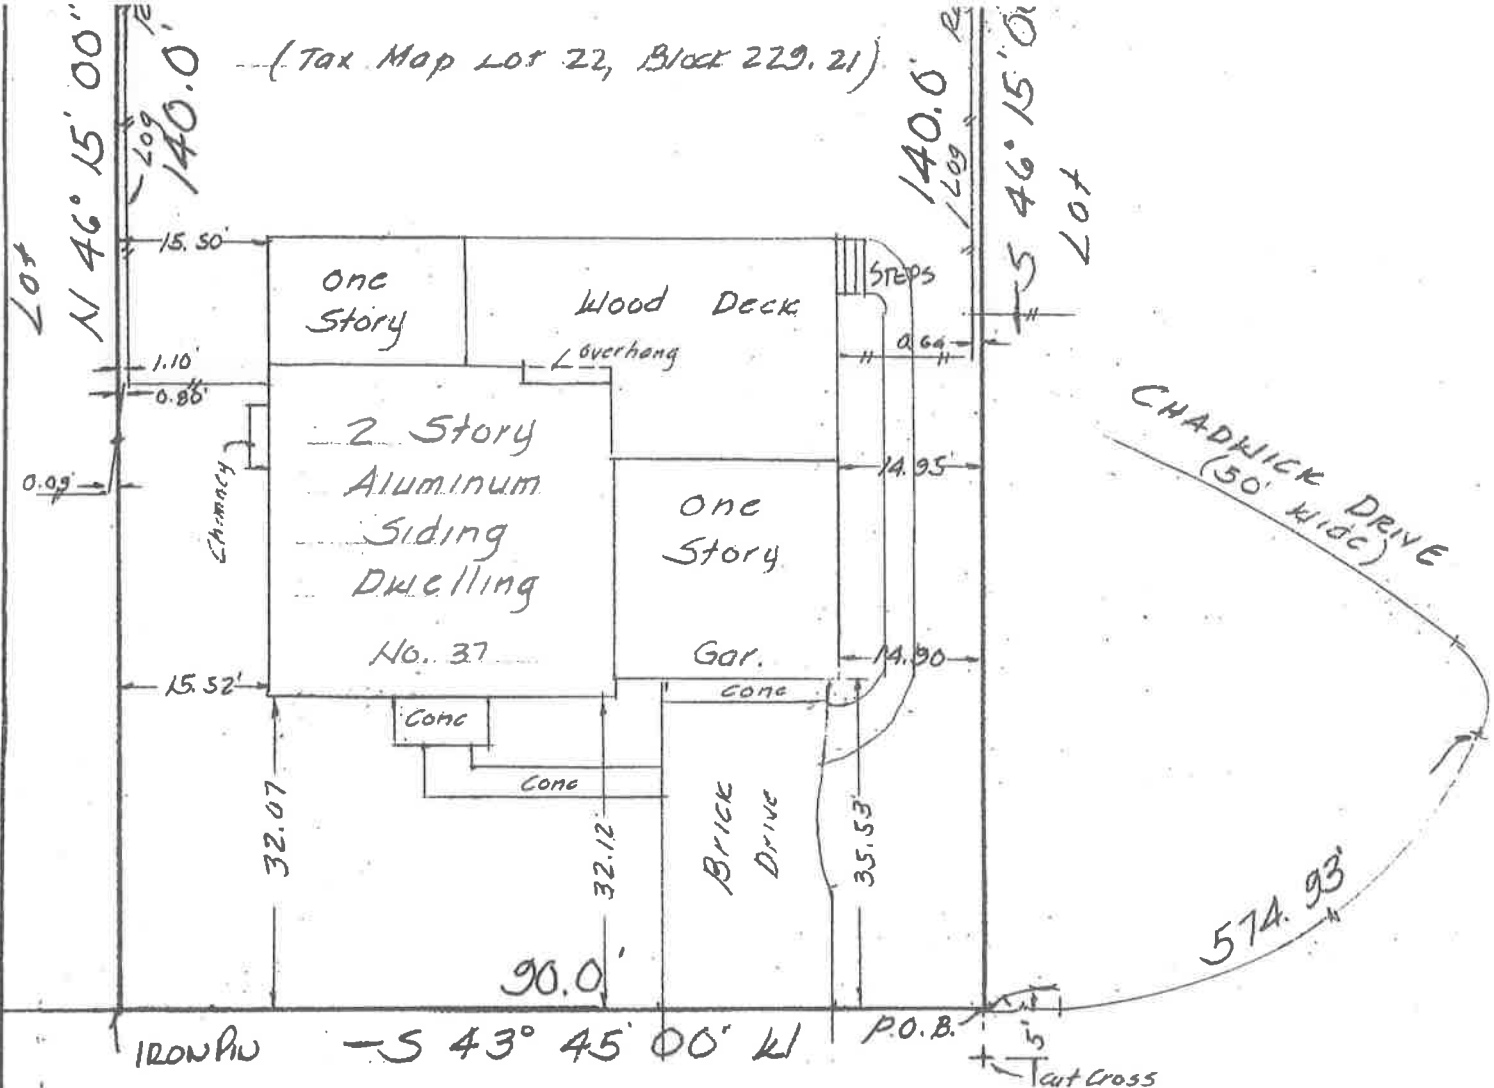 (Tax Map Lot 22, Block 229.21)
N 46° 15' 00"
140.0'
Log
Lot
140.0'
Log
S 46° 15' 0
Lot
15.50'
One
Story
Wood Deck
STEPS
overhang
0.64
1.10'
0.86'
0.09'
Chimney
2 Story
Aluminum
Siding
Dwelling
No. 37
14.95'
One
Story
Gar.
14.90
15.52'
Conc
Conc
Conc
32.07
32.12
35.53'
Brick
Drive
90.0'
CHADWICK DRIVE
(50' wide)
574.93'
IRON PIN
S 43° 45' 00" W
P.O.B.
5'
Cut Cross